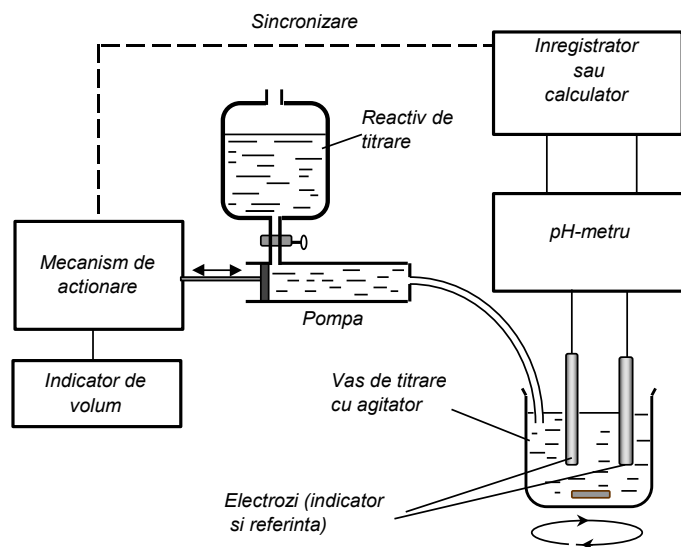 Sincronizare
Inregistrator
sau
calculator
Reactiv de
titrare
Mecanism de
actionare
pH-metru
Pompa
Indicator de
volum
Vas de titrare
cu agitator
Electrozi (indicator
si referinta)